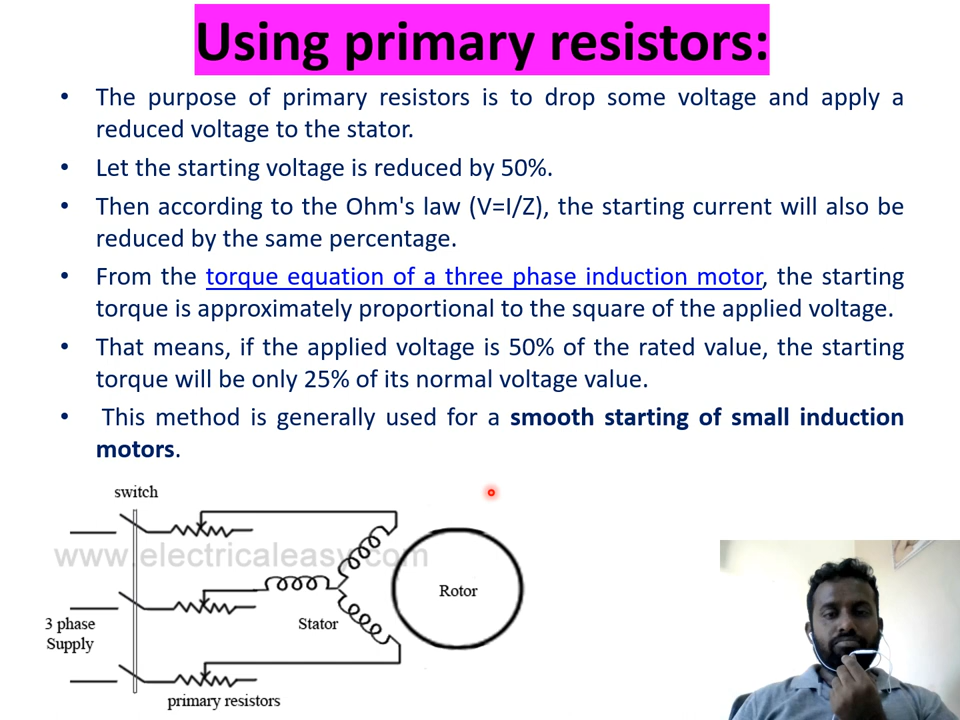 Using primary resistors:
• The purpose of primary resistors is to drop some voltage and apply a
reduced voltage to the stator.
• Let the starting voltage is reduced by 50%.
• Then according to the Ohm's law (V=I/Z), the starting current will also be
reduced by the same percentage.
• From the torque equation of a three phase induction motor, the starting
torque is approximately proportional to the square of the applied voltage.
• That means, if the applied voltage is 50% of the rated value, the starting
torque will be only 25% of its normal voltage value.
• This method is generally used for a smooth starting of small induction
motors.
switch
www.electricaleasy.com
Rotor
3 phase
Supply
Stator
primary resistors